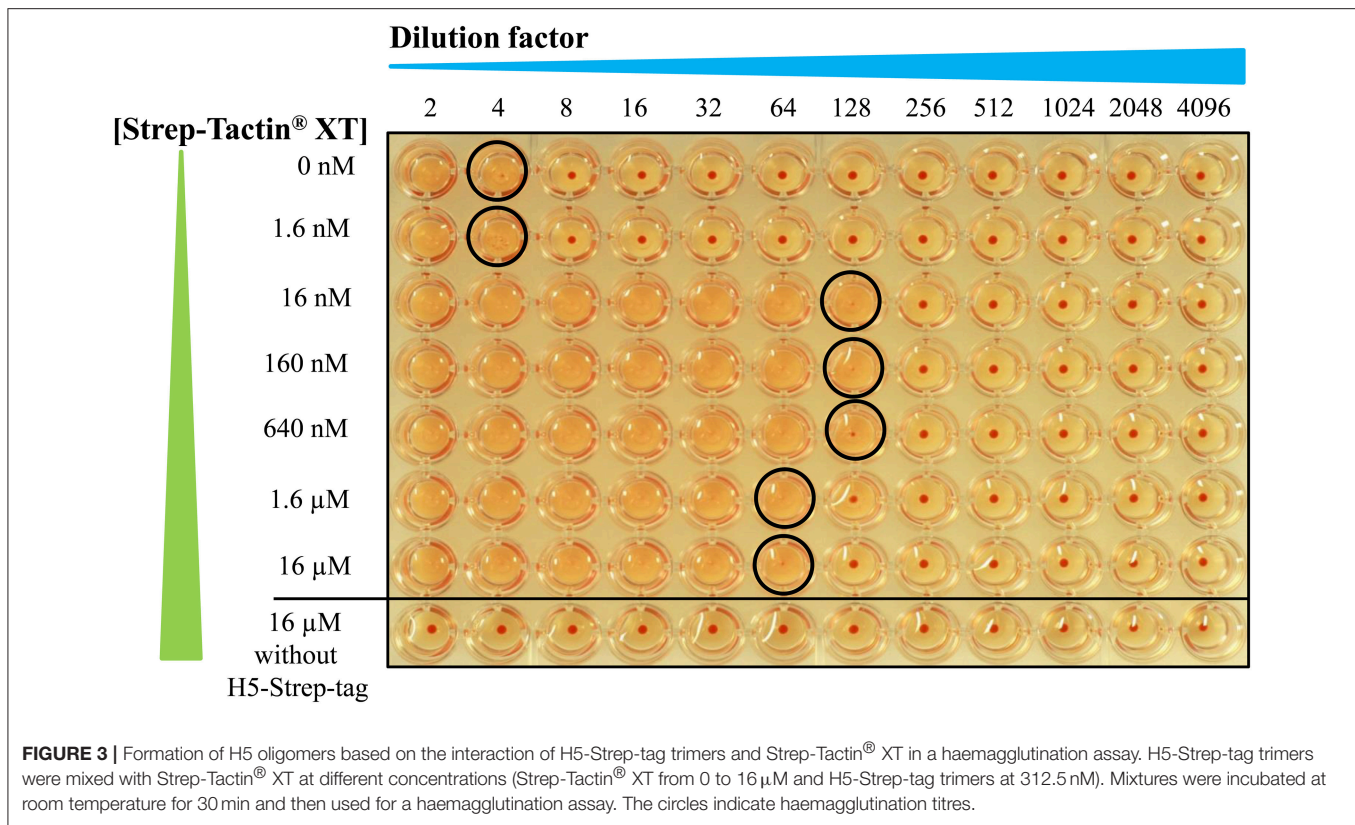 Dilution factor
2 4 8 16 32 64 128 256 512 1024 2048 4096
[Strep-Tactin® XT]
0 nM
1.6 nM
16 nM
160 nM
640 nM
1.6 µM
16 µM
16 µM
without
H5-Strep-tag
FIGURE 3 | Formation of H5 oligomers based on the interaction of H5-Strep-tag trimers and Strep-Tactin® XT in a haemagglutination assay. H5-Strep-tag trimers
were mixed with Strep-Tactin® XT at different concentrations (Strep-Tactin® XT from 0 to 16 µM and H5-Strep-tag trimers at 312.5 nM). Mixtures were incubated at
room temperature for 30 min and then used for a haemagglutination assay. The circles indicate haemagglutination titres.